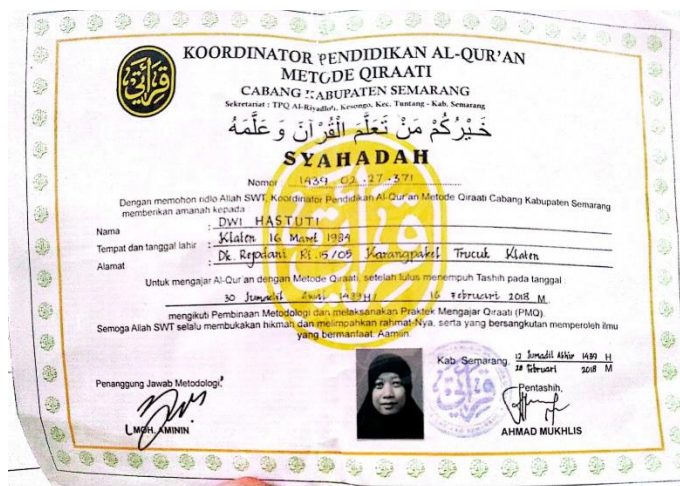 قرآءتي
KOORDINATOR PENDIDIKAN AL-QUR'AN
METODE QIRAATI
CABANG KABUPATEN SEMARANG
Sekretariat : TPQ Al-Riyadloh, Kesongo, Kec. Tuntang - Kab. Semarang
خَيْرُكُمْ مَنْ تَعَلَّمَ الْقُرْآنَ وَ عَلَّمَهُ
SYAHADAH
Nomor : 1439 . 02 . 27 . 371
Dengan memohon ridlo Allah SWT, Koordinator Pendidikan Al-Qur'an Metode Qiraati Cabang Kabupaten Semarang
memberikan amanah kepada
Nama : DWI HASTUTI
Tempat dan tanggal lahir : Klaten 16 Maret 1984
Alamat : Dk. Rejodani Rt. 15/05 Karangpakel Trucuk Klaten
Untuk mengajar Al-Qur'an dengan Metode Qiraati, setelah lulus menempuh Tashih pada tanggal :
30 Jumadil Awal 1439 H / 16 Februari 2018 M
mengikuti Pembinaan Metodologi dan melaksanakan Praktek Mengajar Qiraati (PMQ).
Semoga Allah SWT selalu membukakan hikmah dan melimpahkan rahmat-Nya, serta yang bersangkutan memperoleh ilmu
yang bermanfaat. Aamiin.
Kab. Semarang, 12 Jumadil Akhir 1439 H
28 Februari 2018 M
Penanggung Jawab Metodologi,
Pentashih,
MOH. AMININ
AHMAD MUKHLIS